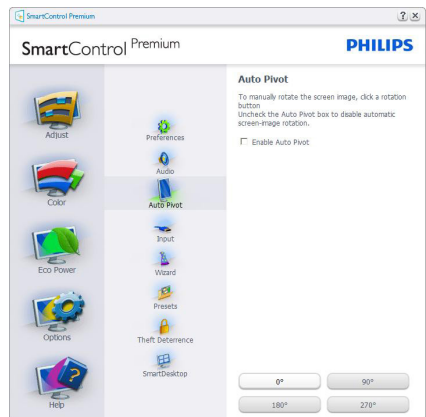 SmartControl Premium
SmartControl Premium
PHILIPS
Adjust
Color
Eco Power
Options
Help
Preferences
Audio
Auto Pivot
Input
Wizard
Presets
Theft Deterrence
SmartDesktop
Auto Pivot
To manually rotate the screen image, click a rotation
button
Uncheck the Auto Pivot box to disable automatic
screen-image rotation.
Enable Auto Pivot
0°
90°
180°
270°